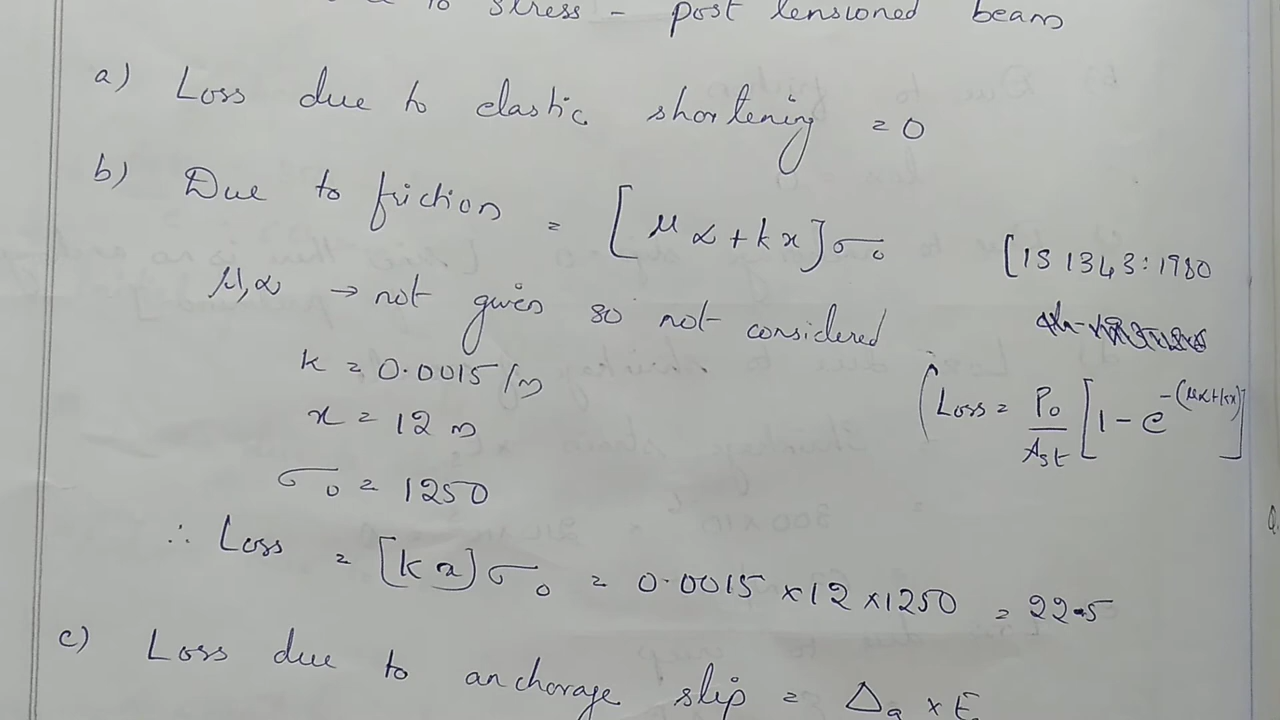 to stress - post tensioned beam
a) Loss due to elastic shortening = 0
b) Due to friction = [μα + kx]σ₀
[IS 1343:1980
μ, α → not given so not considered
k = 0.0015/m
(Loss = P₀/Ast [1 - e^-(μα+kx)]
x = 12 m
σ₀ = 1250
∴ Loss = [kx]σ₀ = 0.0015 × 12 × 1250 = 22.5
c) Loss due to anchorage slip = Δa × E